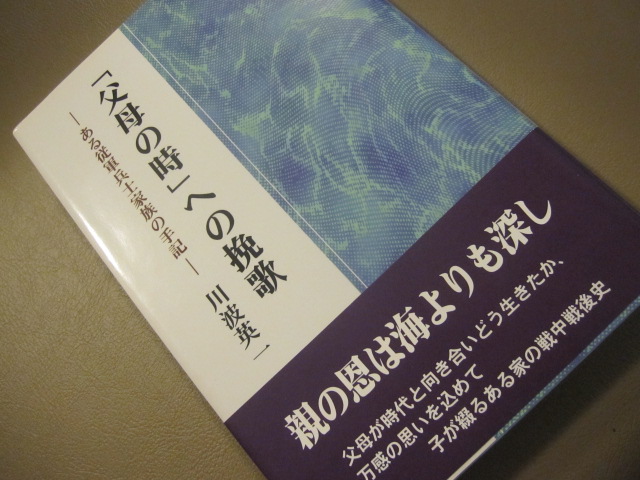 「父母の時」への挽歌
―ある従軍兵士家族の手記―
川波英一
親の恩は海よりも深し
父母が時代と向き合いどう生きたか、
万感の思いを込めて
子が綴るある家の戦中戦後史